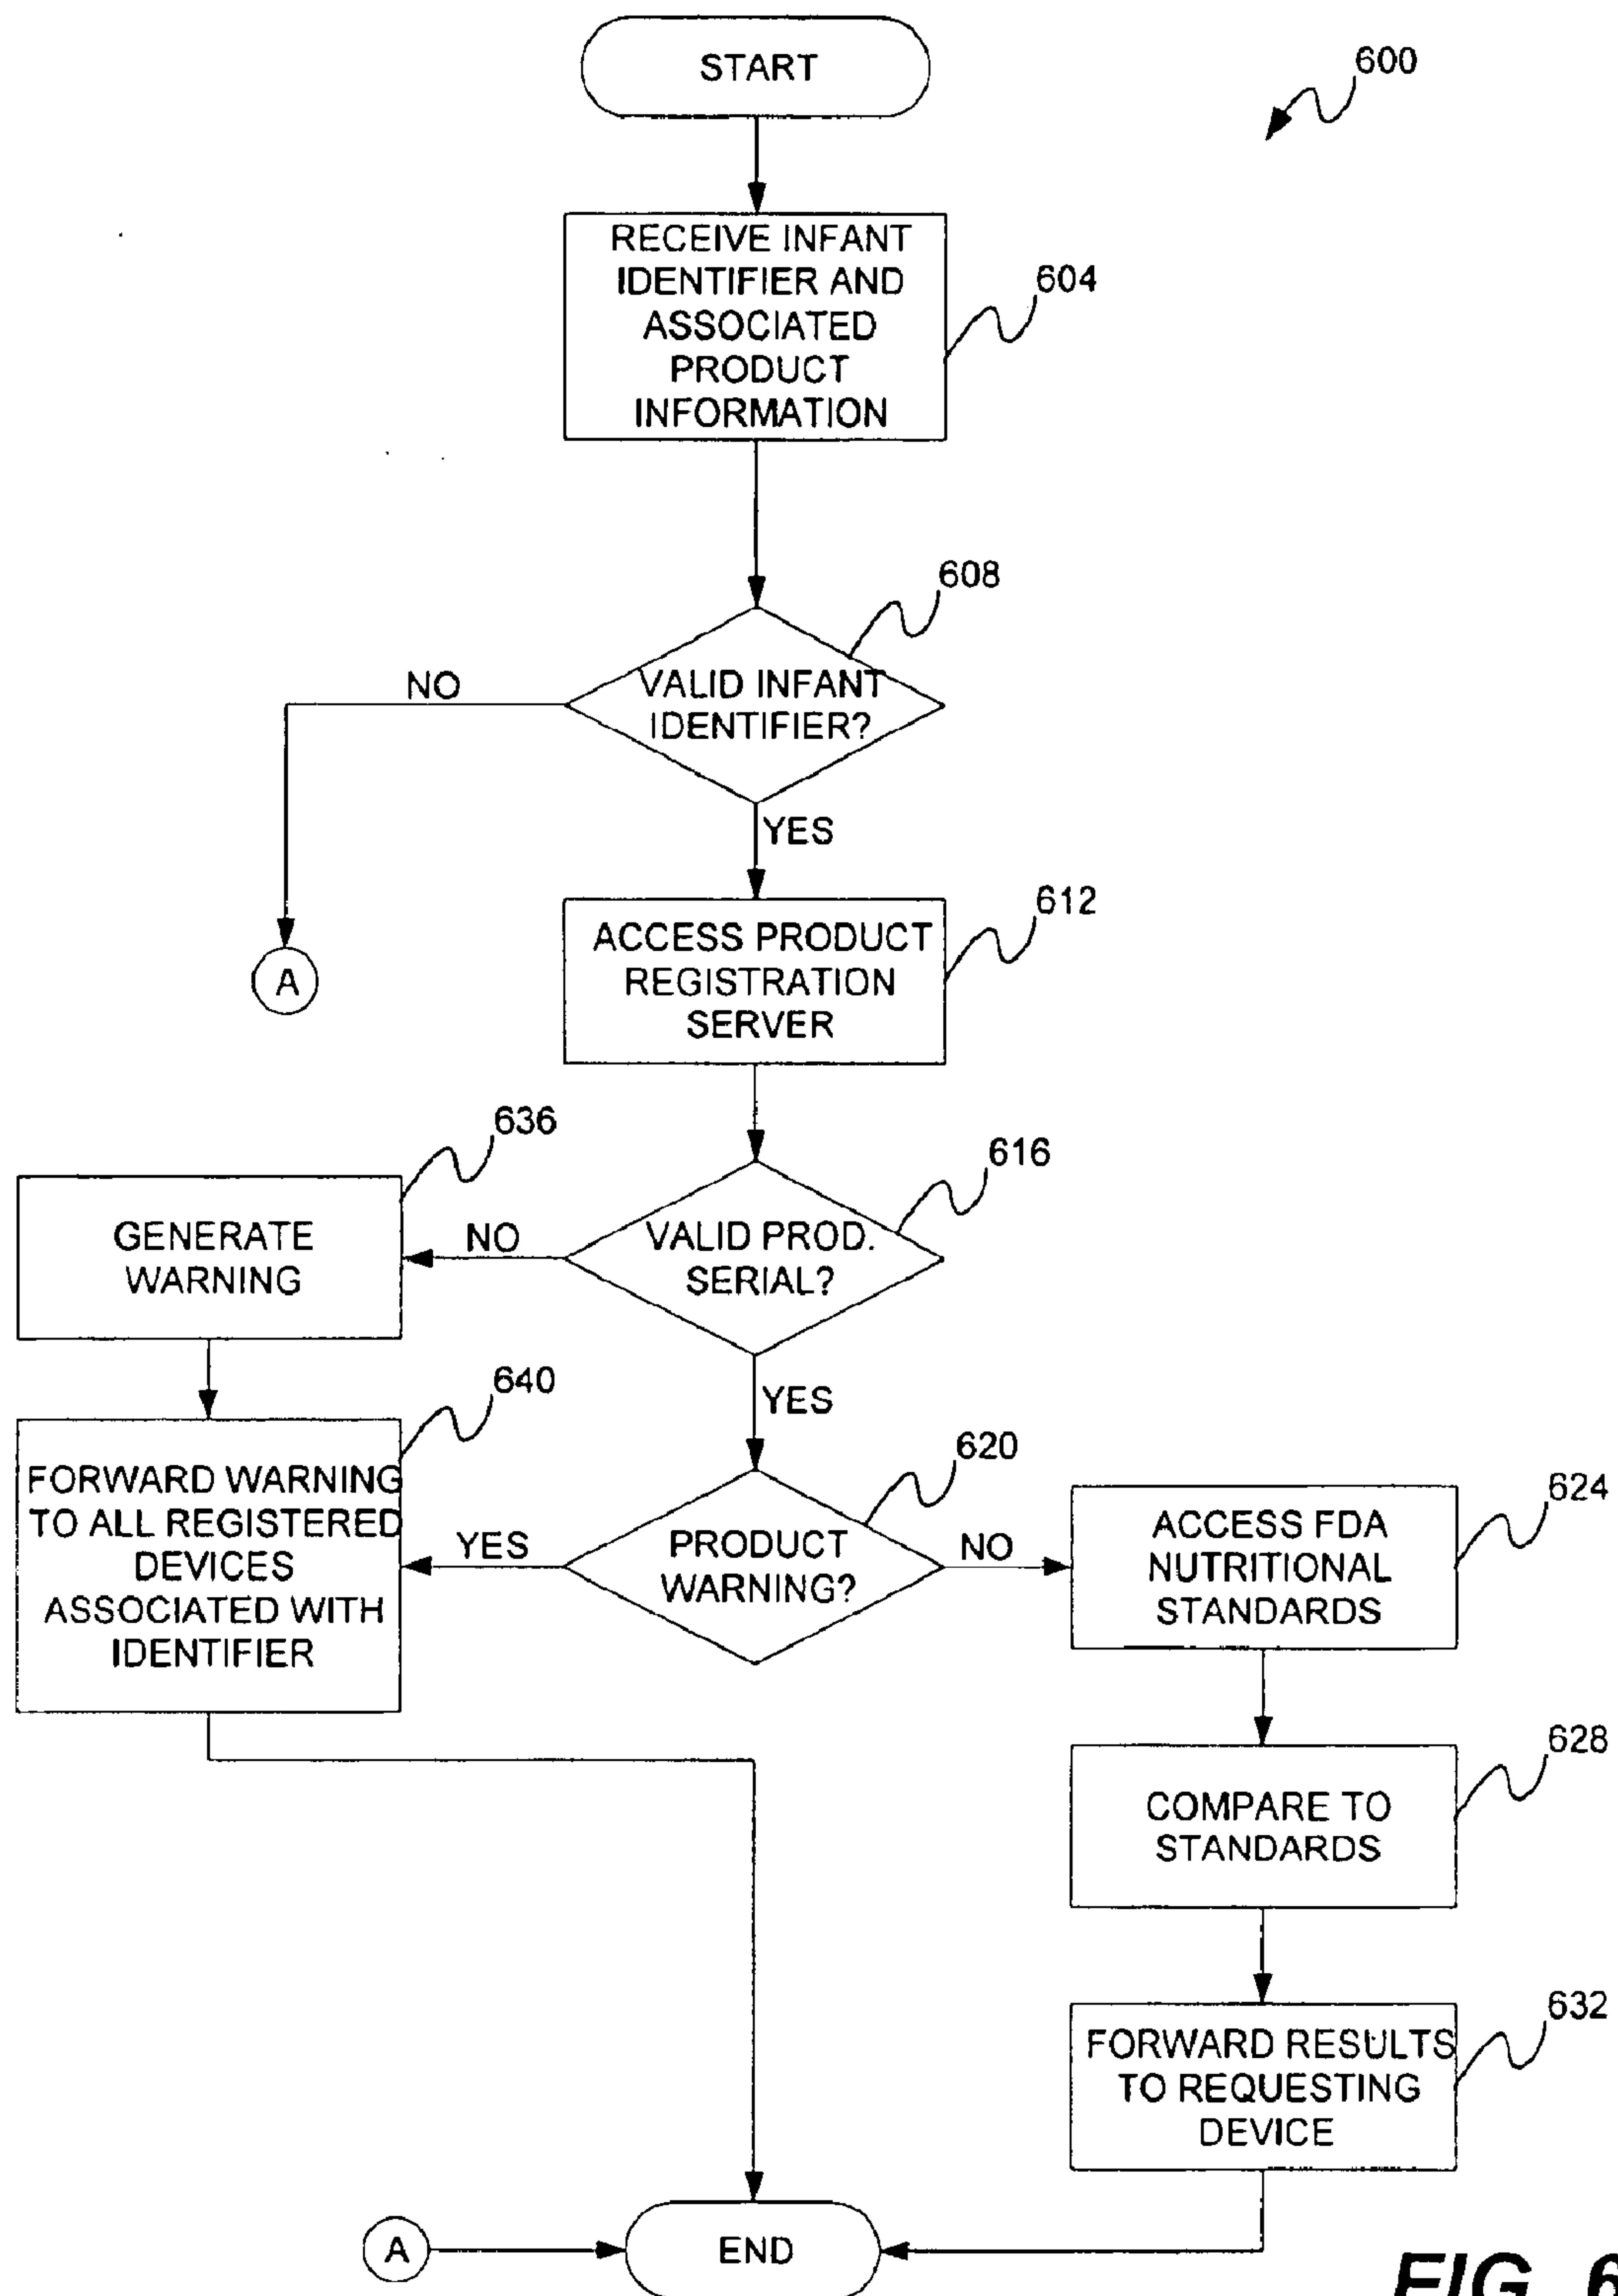 START
600
RECEIVE INFANT
IDENTIFIER AND
ASSOCIATED
PRODUCT
INFORMATION
604
608
NO
VALID INFANT
IDENTIFIER?
YES
A
612
ACCESS PRODUCT
REGISTRATION
SERVER
636
616
GENERATE
WARNING
NO
VALID PROD.
SERIAL?
640
YES
620
624
FORWARD WARNING
TO ALL REGISTERED
DEVICES
ASSOCIATED WITH
IDENTIFIER
YES
PRODUCT
WARNING?
NO
ACCESS FDA
NUTRITIONAL
STANDARDS
628
COMPARE TO
STANDARDS
632
FORWARD RESULTS
TO REQUESTING
DEVICE
A
END
FIG. 6